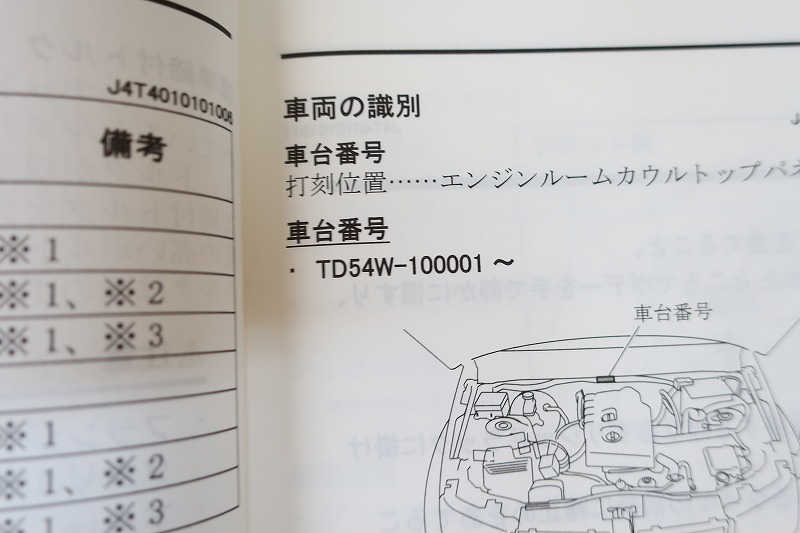 J4T4010101006
備考
※1
※1、※2
※1、※3
※1
※1、※2
※3
車両の識別
車台番号
打刻位置……エンジンルームカウルトップパネ
車台番号
・ TD54W-100001～
車台番号